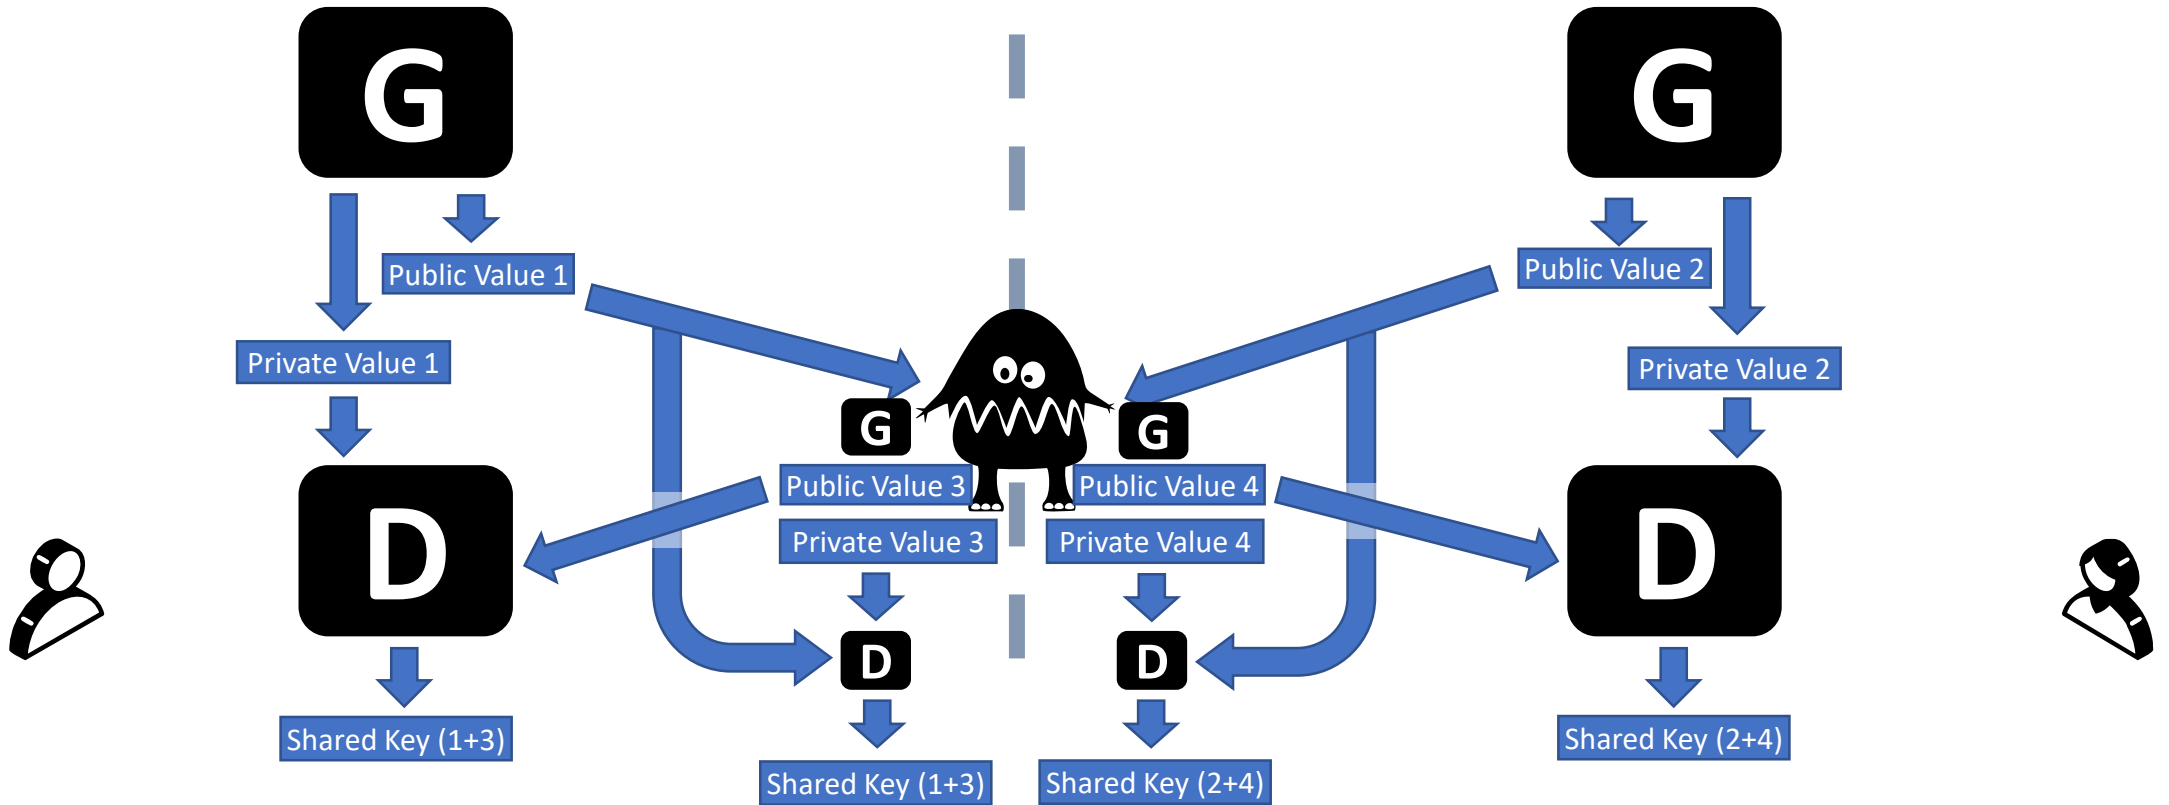 G
G
Public Value 1
Public Value 2
Private Value 1
Private Value 2
G
G
Public Value 3
Public Value 4
Private Value 3
Private Value 4
D
D
D
D
Shared Key (1+3)
Shared Key (2+4)
Shared Key (1+3)
Shared Key (2+4)